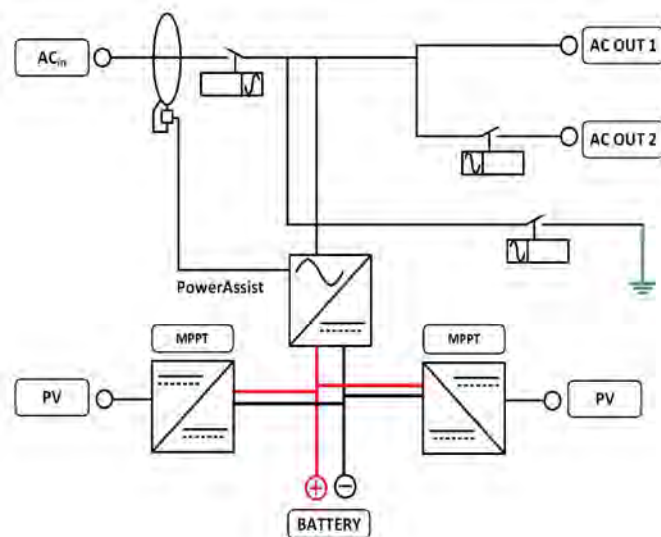 ACin
AC OUT 1
AC OUT 2
PowerAssist
MPPT
MPPT
PV
PV
+
−
BATTERY